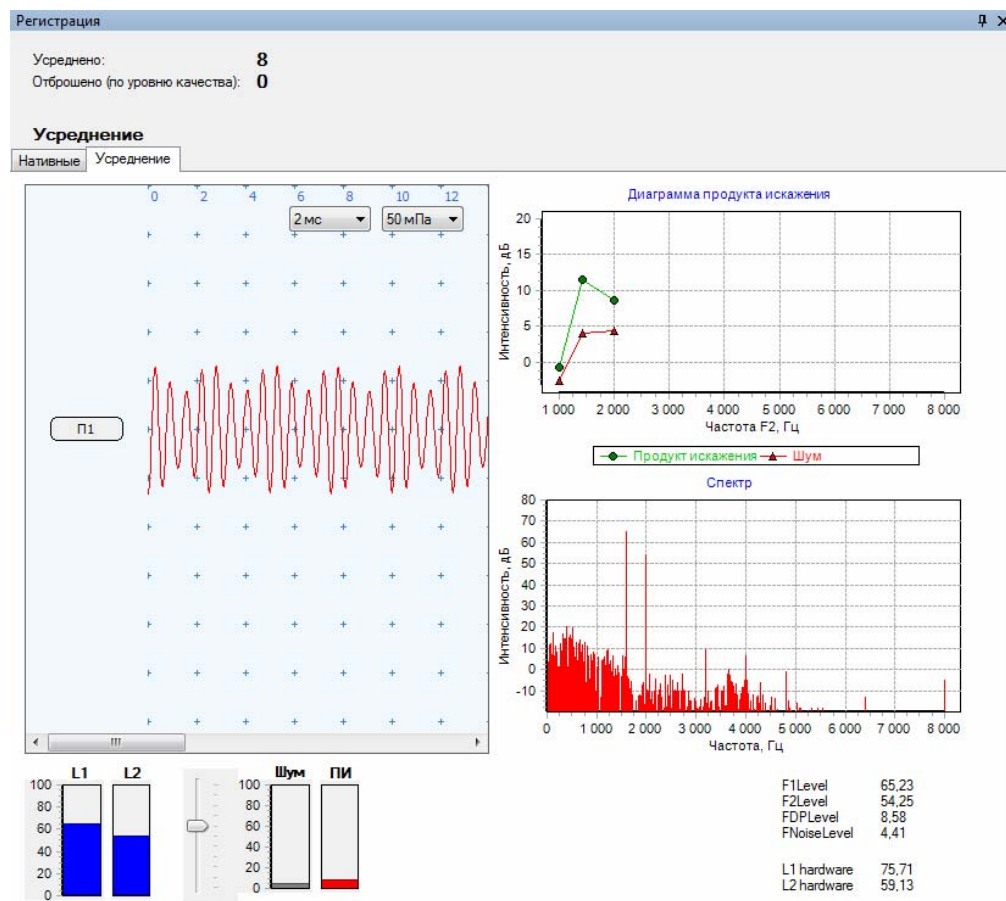 Регистрация
Усреднено: 8
Отброшено (по уровню качества): 0
Усреднение
Нативные Усреднение
0 2 4 6 8 10 12
2 мс 50 мПа
П1
Диаграмма продукта искажения
Интенсивность, дБ
20
15
10
5
0
1 000 2 000 3 000 4 000 5 000 6 000 7 000 8 000
Частота F2, Гц
Продукт искажения Шум
Спектр
Интенсивность, дБ
80
70
60
50
40
30
20
10
0
-10
0 1 000 2 000 3 000 4 000 5 000 6 000 7 000 8 000
Частота, Гц
L1 L2 Шум ПИ
100 100
80 80
60 60
40 40
20 20
0 0
F1Level 65,23
F2Level 54,25
FDPLevel 8,58
FNoiseLevel 4,41
L1 hardware 75,71
L2 hardware 59,13